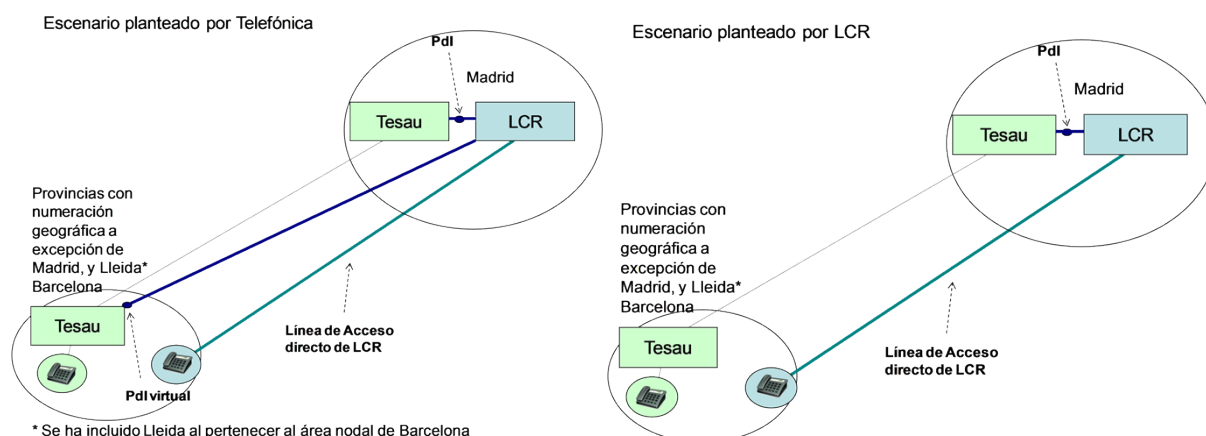 Escenario planteado por Telefónica
PdI
Madrid
Tesau
LCR
Provincias con
numeración
geográfica a
excepción de
Madrid, y Lleida*
Barcelona
Tesau
Línea de Acceso
directo de LCR
PdI virtual
* Se ha incluido Lleida al pertenecer al área nodal de Barcelona
Escenario planteado por LCR
PdI
Madrid
Tesau
LCR
Provincias con
numeración
geográfica a
excepción de
Madrid, y Lleida*
Barcelona
Tesau
Línea de Acceso
directo de LCR